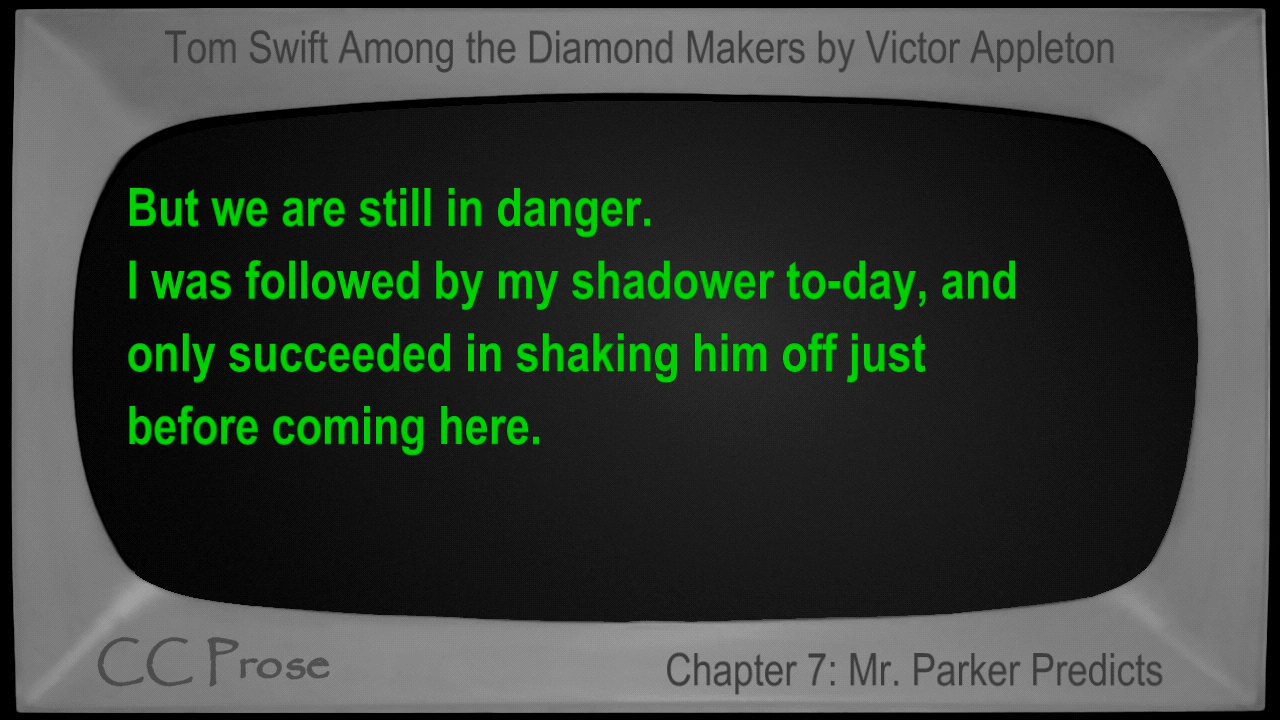 Tom Swift Among the Diamond Makers by Victor Appleton
But we are still in danger.
I was followed by my shadower to-day, and
only succeeded in shaking him off just
before coming here.
CC Prose
Chapter 7: Mr. Parker Predicts